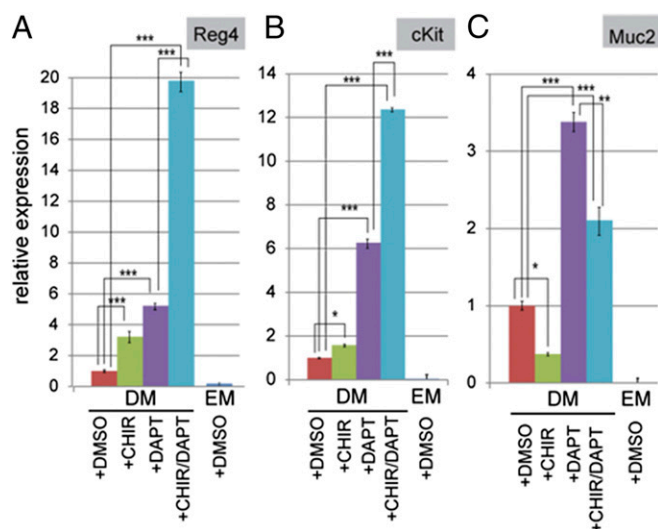 A
Reg4
relative expression
20
18
16
14
12
10
8
6
4
2
0
***
***
***
***
DM
EM
+DMSO
+CHIR
+DAPT
+CHIR/DAPT
+DMSO
B
cKit
14
12
10
8
6
4
2
0
***
***
***
*
DM
EM
+DMSO
+CHIR
+DAPT
+CHIR/DAPT
+DMSO
C
Muc2
4
3
2
1
0
***
***
**
*
DM
EM
+DMSO
+CHIR
+DAPT
+CHIR/DAPT
+DMSO